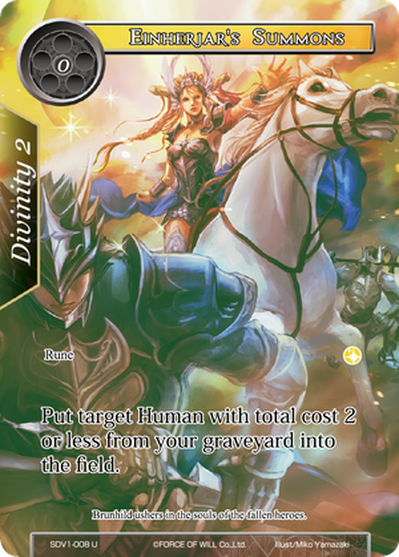 Einherjar's Summons
0
Divinity 2
Rune
Put target Human with total cost 2
or less from your graveyard into
the field.
Brunhild ushers in the souls of the fallen heroes.
SDV1-008 U ©FORCE OF WILL Co.,Ltd. Illust/Miko Yamazaki